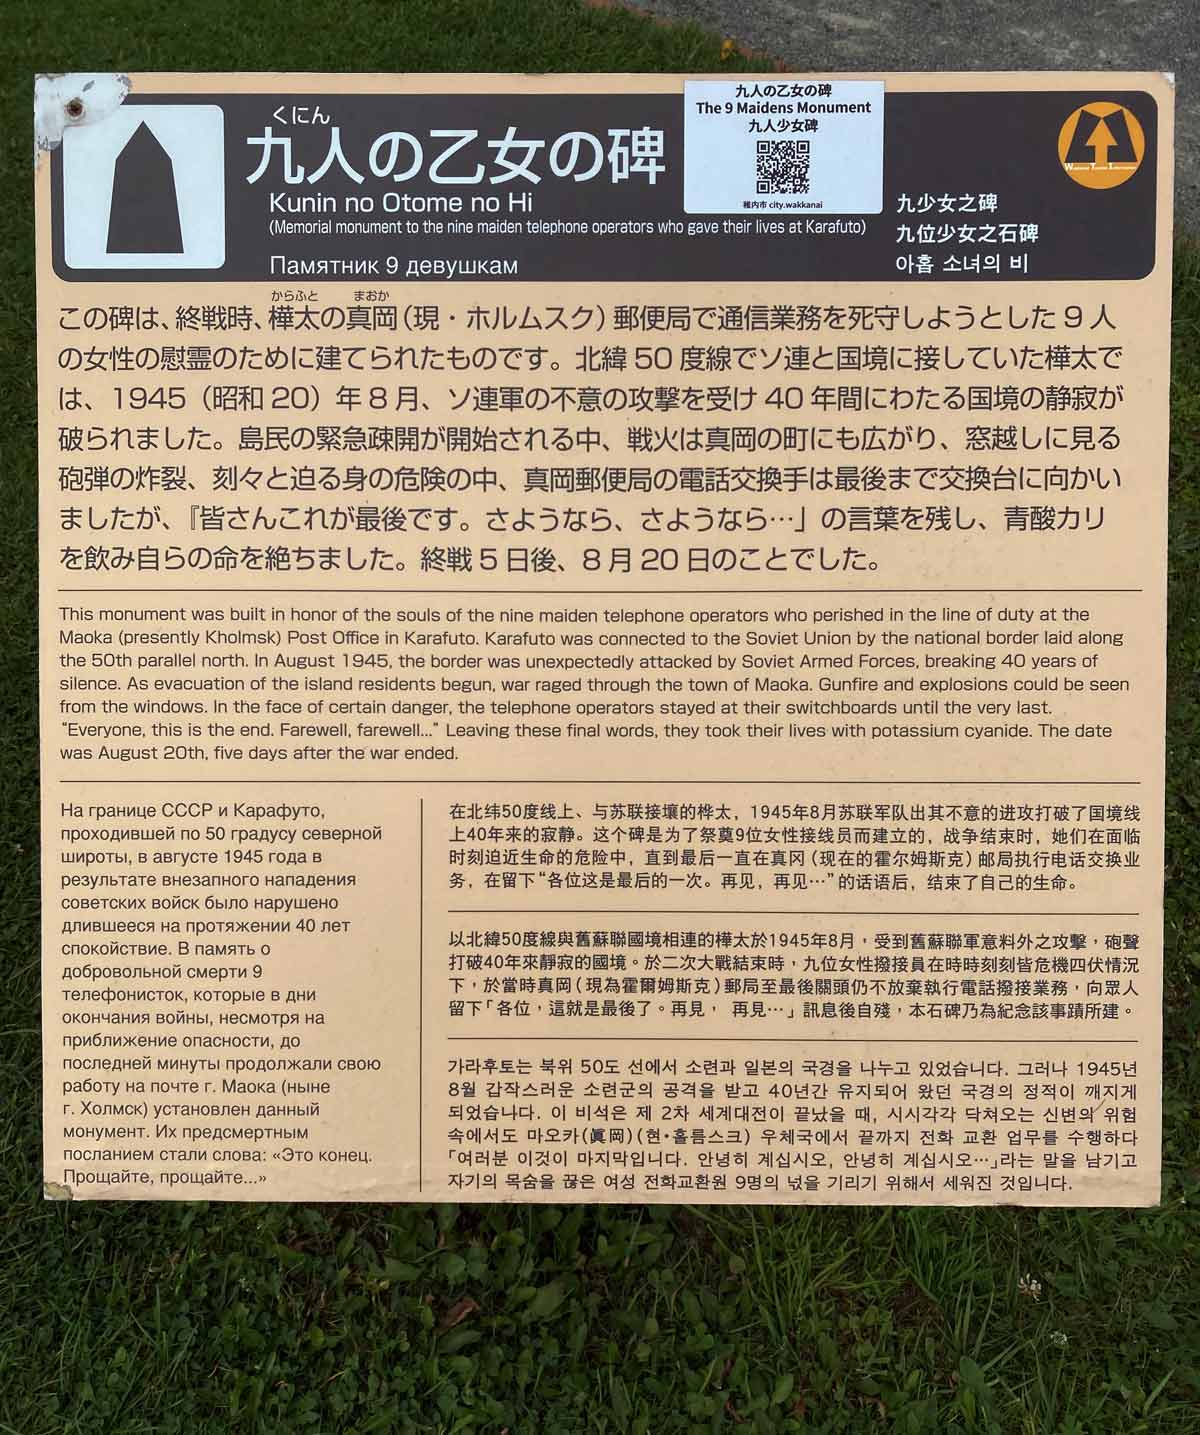 くにん
九人の乙女の碑
Kunin no Otome no Hi
(Memorial monument to the nine maiden telephone operators who gave their lives at Karafuto)
Памятник 9 девушкам
九人の乙女の碑
The 9 Maidens Monument
九人少女碑
稚内市 city.wakkanai
九少女之碑
九位少女之石碑
아홉 소녀의 비
からふと まおか
この碑は、終戦時、樺太の真岡（現・ホルムスク）郵便局で通信業務を死守しようとした９人
の女性の慰霊のために建てられたものです。北緯 50 度線でソ連と国境に接していた樺太で
は、1945（昭和 20）年 8 月、ソ連軍の不意の攻撃を受け 40 年間にわたる国境の静寂が
破られました。島民の緊急疎開が開始される中、戦火は真岡の町にも広がり、窓越しに見る
砲弾の炸裂、刻々と迫る身の危険の中、真岡郵便局の電話交換手は最後まで交換台に向かい
ましたが、『皆さんこれが最後です。さようなら、さようなら…」の言葉を残し、青酸カリ
を飲み自らの命を絶ちました。終戦 5 日後、8 月 20 日のことでした。
This monument was built in honor of the souls of the nine maiden telephone operators who perished in the line of duty at the
Maoka (presently Kholmsk) Post Office in Karafuto. Karafuto was connected to the Soviet Union by the national border laid along
the 50th parallel north. In August 1945, the border was unexpectedly attacked by Soviet Armed Forces, breaking 40 years of
silence. As evacuation of the island residents begun, war raged through the town of Maoka. Gunfire and explosions could be seen
from the windows. In the face of certain danger, the telephone operators stayed at their switchboards until the very last.
"Everyone, this is the end. Farewell, farewell..." Leaving these final words, they took their lives with potassium cyanide. The date
was August 20th, five days after the war ended.
На границе СССР и Карафуто,
проходившей по 50 градусу северной
широты, в августе 1945 года в
результате внезапного нападения
советских войск было нарушено
длившееся на протяжении 40 лет
спокойствие. В память о
добровольной смерти 9
телефонисток, которые в дни
окончания войны, несмотря на
приближение опасности, до
последней минуты продолжали свою
работу на почте г. Маока (ныне
г. Холмск) установлен данный
монумент. Их предсмертным
посланием стали слова: «Это конец.
Прощайте, прощайте...»
在北纬50度线上、与苏联接壤的桦太，1945年8月苏联军队出其不意的进攻打破了国境线
上40年来的寂静。这个碑是为了祭奠9位女性接线员而建立的，战争结束时，她们在面临
时刻迫近生命的危险中，直到最后一直在真冈（现在的霍尔姆斯克）邮局执行电话交换业
务，在留下“各位这是最后的一次。再见，再见…”的话语后，结束了自己的生命。
以北緯50度線與舊蘇聯國境相連的樺太於1945年8月，受到舊蘇聯軍意料外之攻擊，砲聲
打破40年來靜寂的國境。於二次大戰結束時，九位女性撥接員在時時刻刻皆危機四伏情況
下，於當時真岡（現為霍爾姆斯克）郵局至最後關頭仍不放棄執行電話撥接業務，向眾人
留下「各位，這就是最後了。再見， 再見…」訊息後自殘，本石碑乃為紀念該事蹟所建。
가라후토는 북위 50도 선에서 소련과 일본의 국경을 나누고 있었습니다. 그러나 1945년
8월 갑작스러운 소련군의 공격을 받고 40년간 유지되어 왔던 국경의 정적이 깨지게
되었습니다. 이 비석은 제 2차 세계대전이 끝났을 때, 시시각각 닥쳐오는 신변의 위험
속에서도 마오카(眞岡)(현・홀름스크) 우체국에서 끝까지 전화 교환 업무를 수행하다
「여러분 이것이 마지막입니다. 안녕히 계십시오, 안녕히 계십시오…」라는 말을 남기고
자기의 목숨을 끊은 여성 전화교환원 9명의 넋을 기리기 위해서 세워진 것입니다.